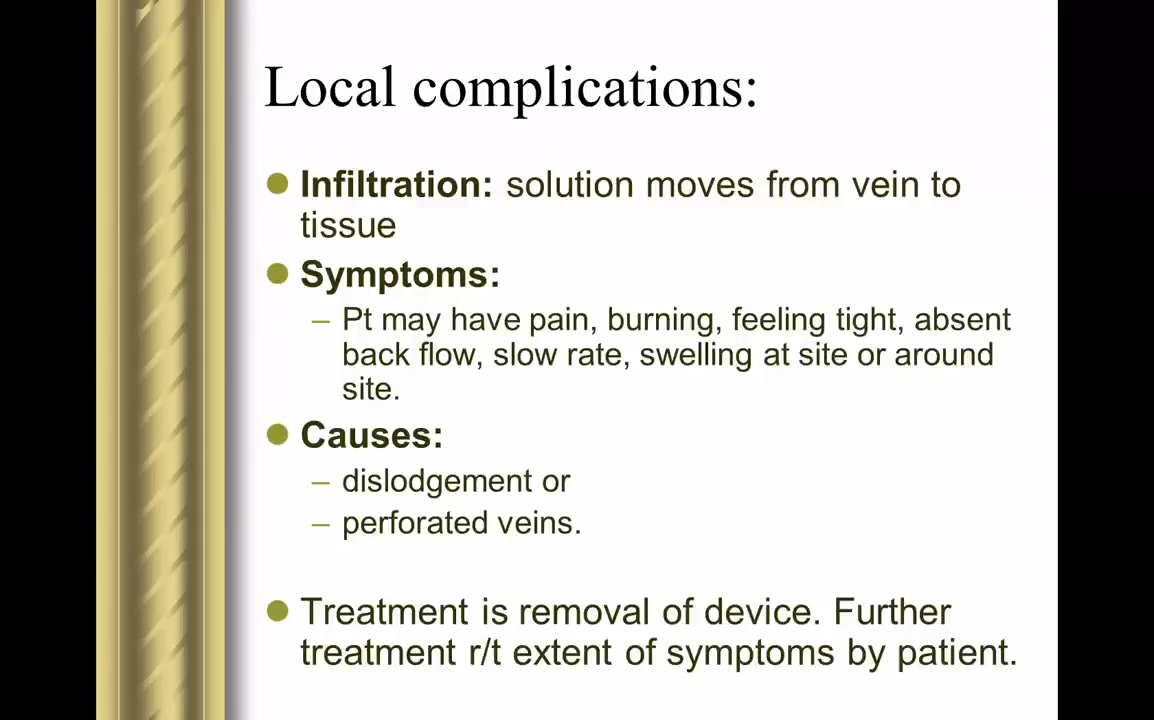 Local complications:
Infiltration: solution moves from vein to
tissue
Symptoms:
– Pt may have pain, burning, feeling tight, absent
back flow, slow rate, swelling at site or around
site.
Causes:
– dislodgement or
– perforated veins.
Treatment is removal of device. Further
treatment r/t extent of symptoms by patient.